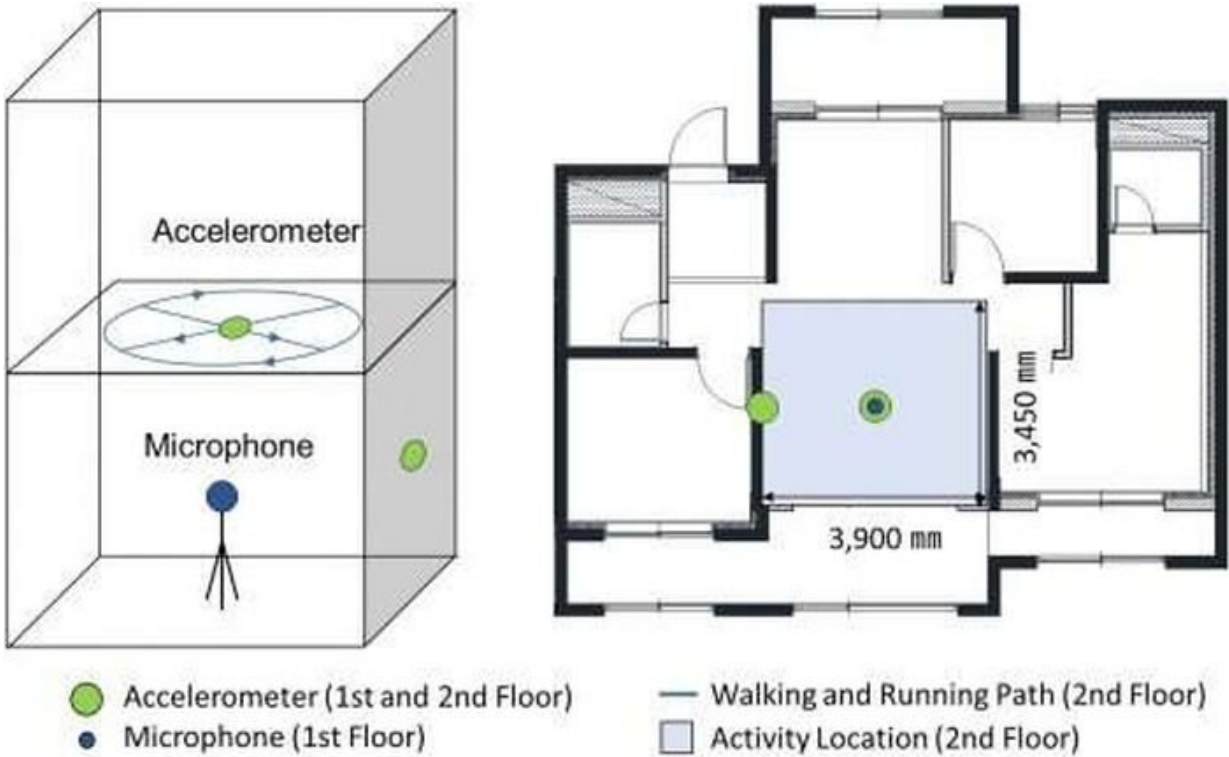 Accelerometer
Microphone
3,450 mm
3,900 mm
Accelerometer (1st and 2nd Floor)
Walking and Running Path (2nd Floor)
Microphone (1st Floor)
Activity Location (2nd Floor)